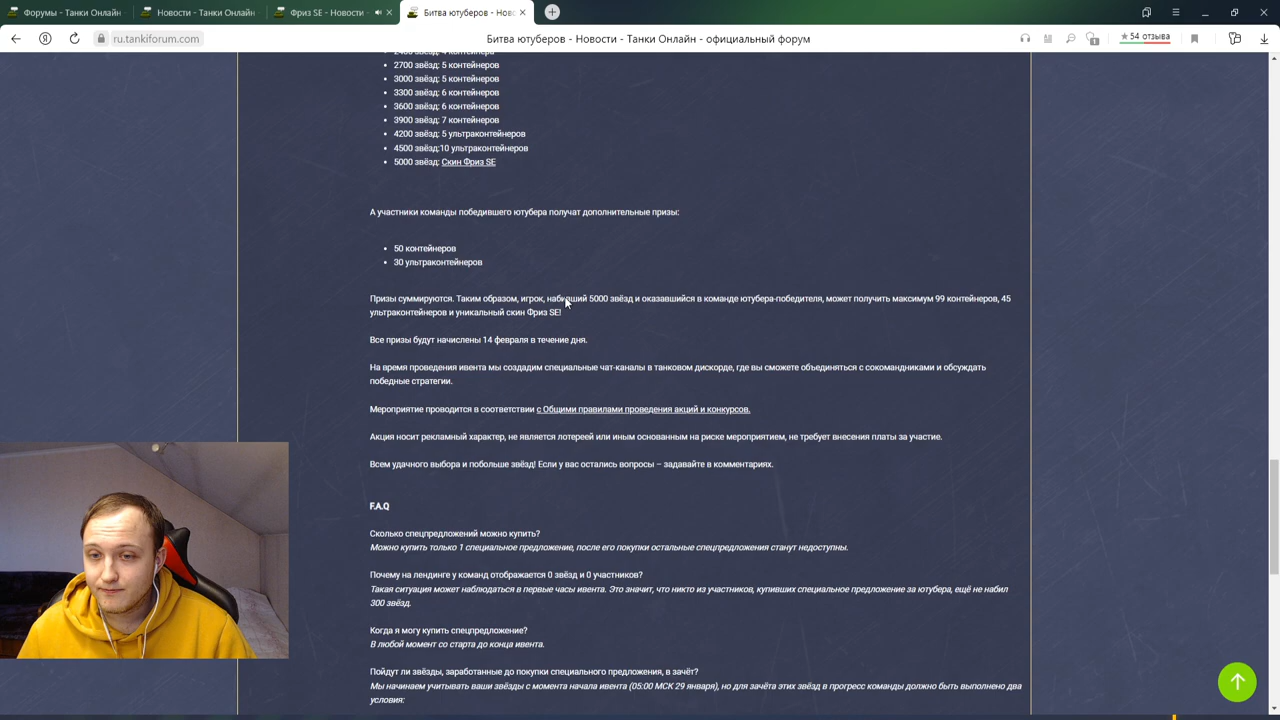 Форумы - Танки Онлайн
Новости - Танки Онлайн
Фриз SE - Новости -
Битва ютуберов - Нов
ru.tankiforum.com
Битва ютуберов - Новости - Танки Онлайн - официальный форум
★ 54 отзыва
2700 звёзд: 5 контейнеров
3000 звёзд: 5 контейнеров
3300 звёзд: 6 контейнеров
3600 звёзд: 6 контейнеров
3900 звёзд: 7 контейнеров
4200 звёзд: 5 ультраконтейнеров
4500 звёзд:10 ультраконтейнеров
5000 звёзд: Скин Фриз SE
А участники команды победившего ютубера получат дополнительные призы:
50 контейнеров
30 ультраконтейнеров
Призы суммируются. Таким образом, игрок, набивший 5000 звёзд и оказавшийся в команде ютубера-победителя, может получить максимум 99 контейнеров, 45
ультраконтейнеров и уникальный скин Фриз SE!
Все призы будут начислены 14 февраля в течение дня.
На время проведения ивента мы создадим специальные чат-каналы в танковом дискорде, где вы сможете объединяться с сокомандниками и обсуждать
победные стратегии.
Мероприятие проводится в соответствии с Общими правилами проведения акций и конкурсов.
Акция носит рекламный характер, не является лотереей или иным основанным на риске мероприятием, не требует внесения платы за участие.
Всем удачного выбора и побольше звёзд! Если у вас остались вопросы – задавайте в комментариях.
F.A.Q
Сколько спецпредложений можно купить?
Можно купить только 1 специальное предложение, после его покупки остальные спецпредложения станут недоступны.
Почему на лендинге у команд отображается 0 звёзд и 0 участников?
Такая ситуация может наблюдаться в первые часы ивента. Это значит, что никто из участников, купивших специальное предложение за ютубера, ещё не набил
300 звёзд.
Когда я могу купить спецпредложение?
В любой момент со старта до конца ивента.
Пойдут ли звёзды, заработанные до покупки специального предложения, в зачёт?
Мы начинаем учитывать ваши звёзды с момента начала ивента (05:00 МСК 29 января), но для зачёта этих звёзд в прогресс команды должно быть выполнено два
условия: